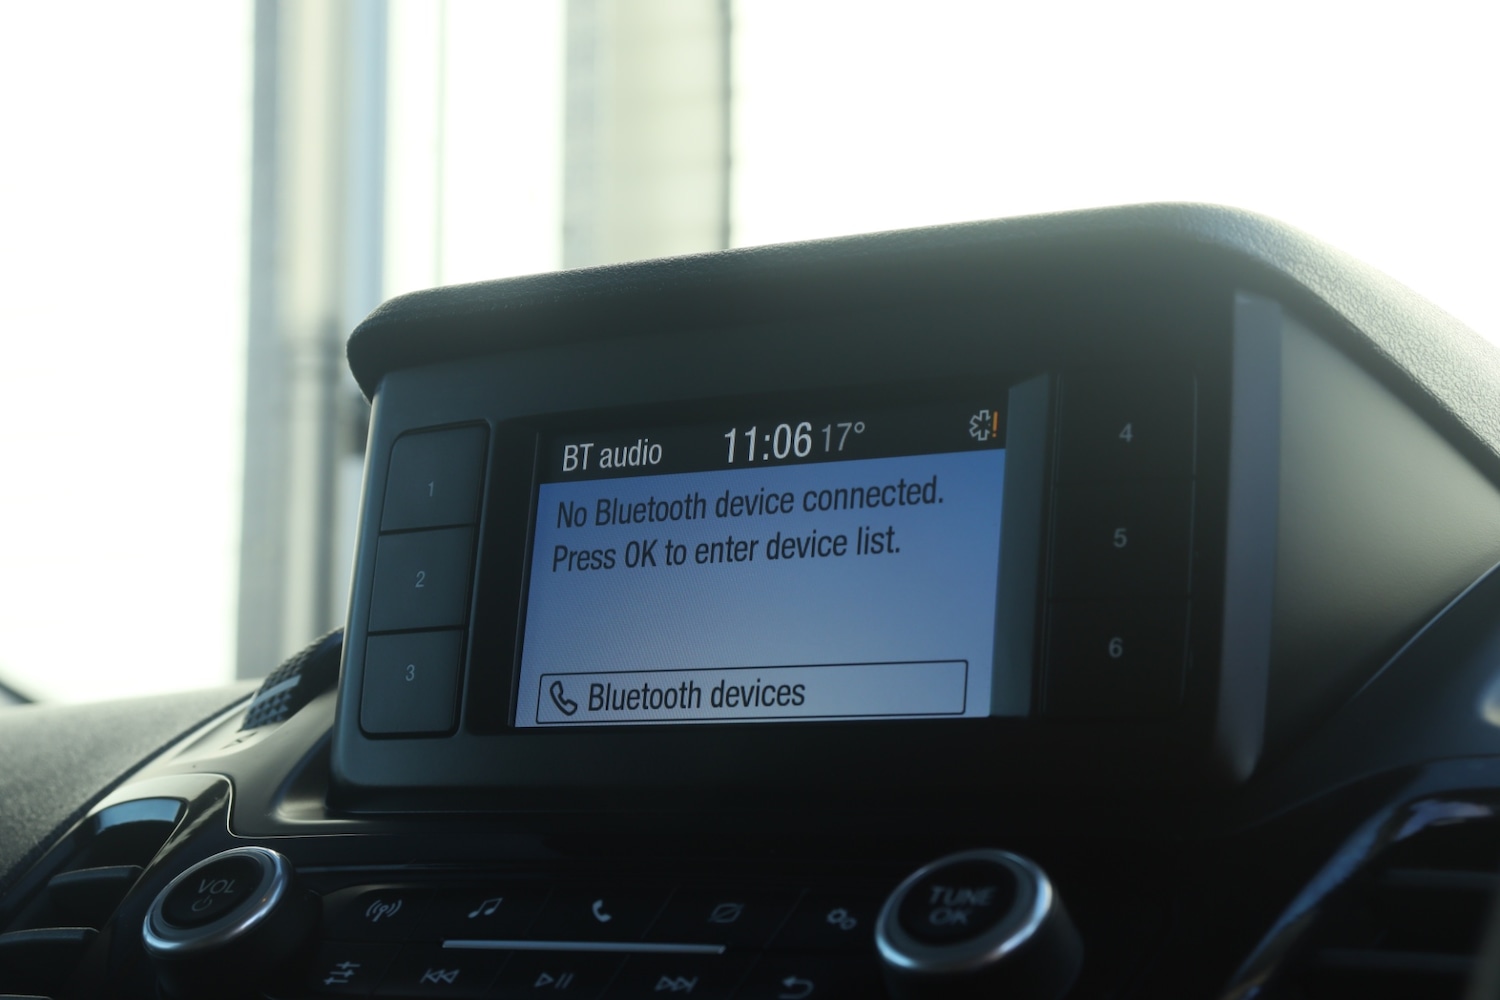 BT audio 11:06 17° !
No Bluetooth device connected.
Press OK to enter device list.
Bluetooth devices
1
2
3
4
5
6
VOL
TUNE
OK